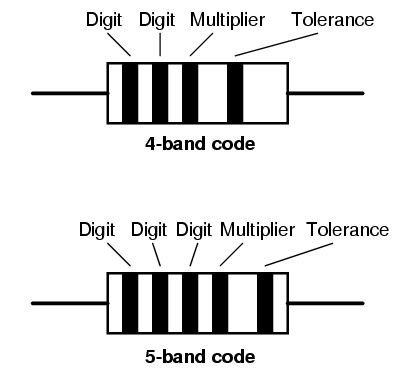 Digit Digit Multiplier Tolerance
4-band code
Digit Digit Digit Multiplier Tolerance
5-band code